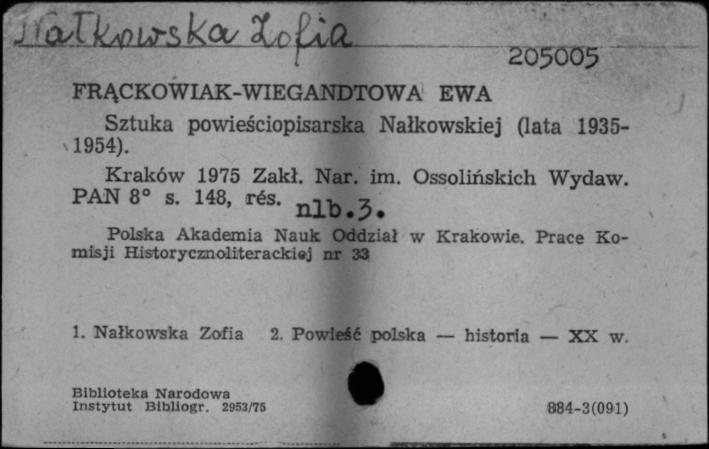 Nałkowska Zofia
205005
FRĄCKOWIAK-WIEGANDTOWA EWA
Sztuka powieściopisarska Nałkowskiej (lata 1935-
1954).
Kraków 1975 Zakł. Nar. im. Ossolińskich Wydaw.
PAN 8° s. 148, rés. nlb.3.
Polska Akademia Nauk Oddział w Krakowie. Prace Ko-
misji Historycznoliterackiej nr 33
1. Nałkowska Zofia 2. Powieść polska — historia — XX w.
Biblioteka Narodowa
Instytut Bibliogr. 2953/75
884-3(091)